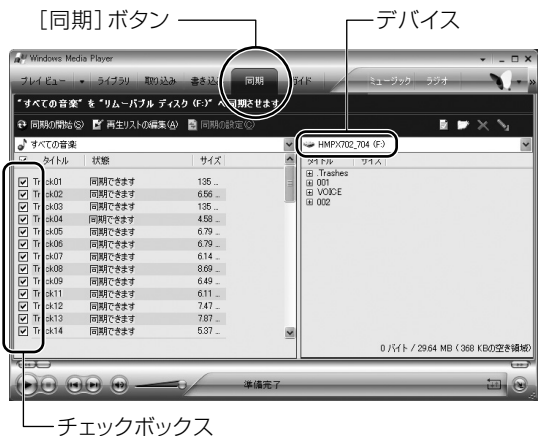 [同期]ボタン
デバイス
Windows Media Player
プレイ ビュー ライブラリ 取り込み 書き込 同期 ガイド ミュージック ラジオ
"すべての音楽" を "リムーバブル ディスク (F:)" へ同期させます
同期の開始(S) 再生リストの編集(A) 同期の設定(O)
すべての音楽
HMPX702_704 (F:)
タイトル 状態 サイズ
タイトル サイズ
Track01 同期できます 135 ...
Track02 同期できます 6.56 ...
Track03 同期できます 135 ...
Track04 同期できます 4.58 ...
Track05 同期できます 6.79 ...
Track06 同期できます 6.79 ...
Track07 同期できます 6.14 ...
Track08 同期できます 8.69 ...
Track09 同期できます 6.49 ...
Track11 同期できます 6.11 ...
Track12 同期できます 7.47 ...
Track13 同期できます 7.87 ...
Track14 同期できます 5.37 ...
.Trashes
001
VOICE
002
0 バイト / 29.64 MB (368 KBの空き領域)
準備完了
チェックボックス